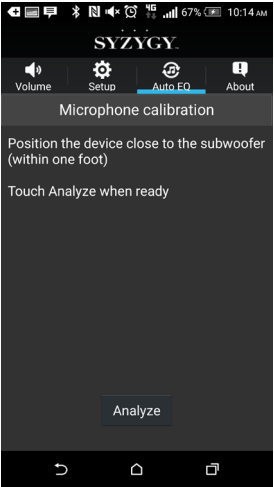 4G 67% 10:14 AM
SYZYGY
Volume Setup Auto EQ About
Microphone calibration
Position the device close to the subwoofer
(within one foot)
Touch Analyze when ready
Analyze